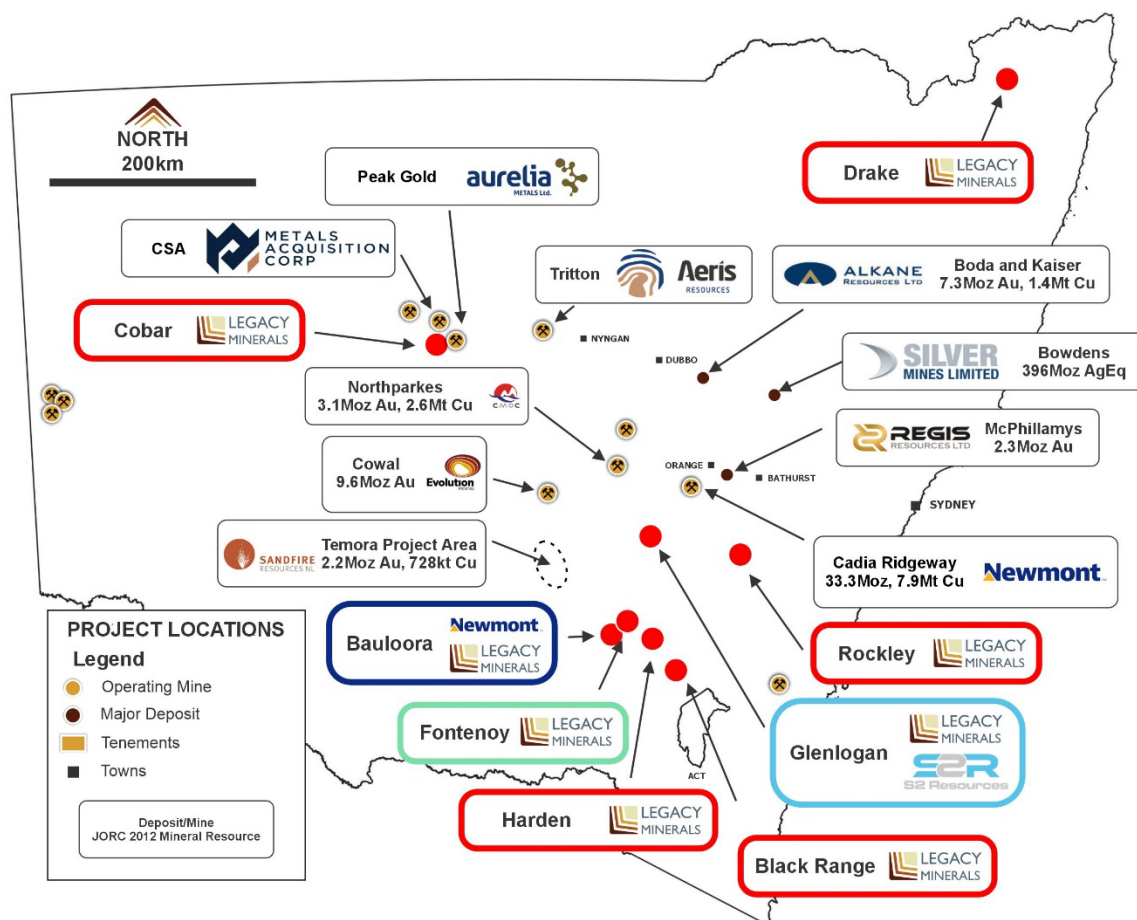 NORTH
200km
Peak Gold
aurelia
METALS Ltd.
CSA
METALS
ACQUISITION
CORP
Cobar
LEGACY
MINERALS
Tritton
Aeris
RESOURCES
NYNGAN
Drake
LEGACY
MINERALS
ALKANE
RESOURCES LTD
Boda and Kaiser
7.3Moz Au, 1.4Mt Cu
DUBBO
SILVER
MINES LIMITED
Bowdens
396Moz AgEq
Northparkes
3.1Moz Au, 2.6Mt Cu
CMOC
REGIS
RESOURCES LTD
McPhillamys
2.3Moz Au
Cowal
9.6Moz Au
Evolution
MINING
ORANGE
BATHURST
SYDNEY
SANDFIRE
RESOURCES NL
Temora Project Area
2.2Moz Au, 728kt Cu
Cadia Ridgeway
33.3Moz, 7.9Mt Cu
Newmont™
Bauloora
Newmont™
LEGACY
MINERALS
Rockley
LEGACY
MINERALS
Fontenoy
LEGACY
MINERALS
Glenlogan
LEGACY
MINERALS
S2R
S2 Resources
ACT
Harden
LEGACY
MINERALS
Black Range
LEGACY
MINERALS
PROJECT LOCATIONS
Legend
Operating Mine
Major Deposit
Tenements
Towns
Deposit/Mine
JORC 2012 Mineral Resource